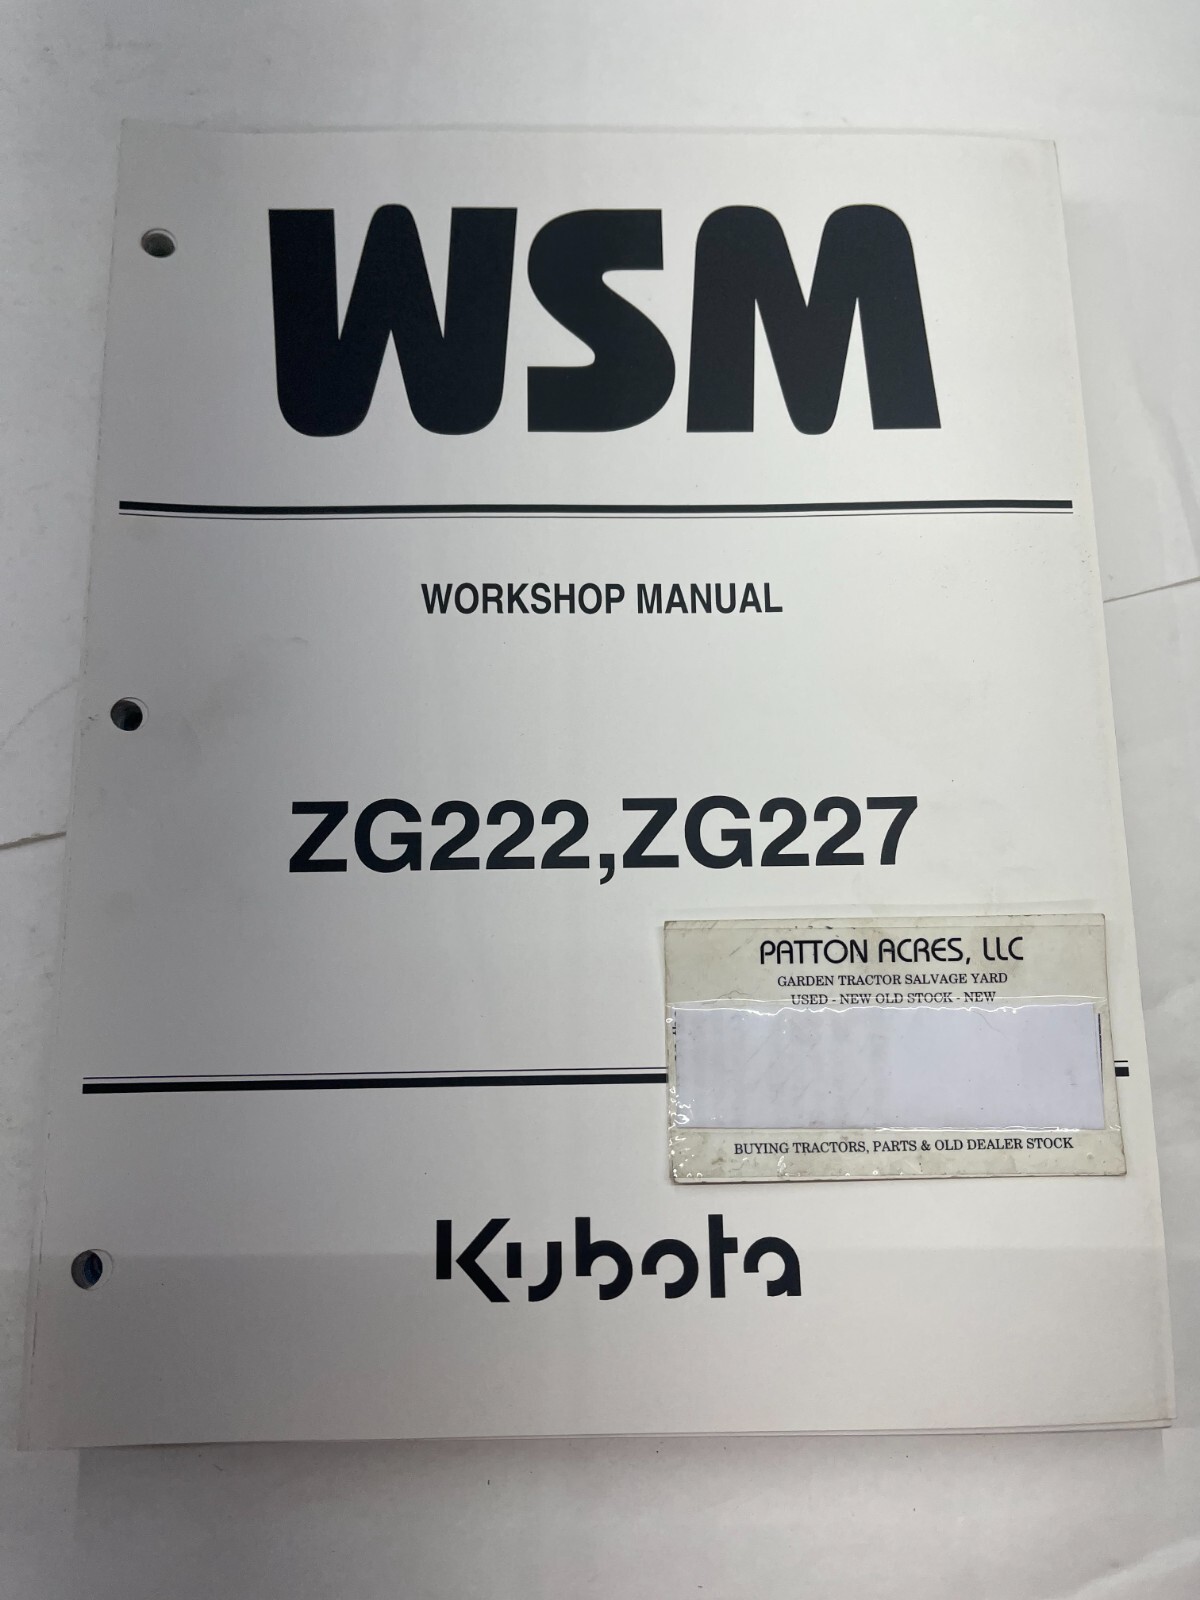 WSM
WORKSHOP MANUAL
ZG222,ZG227
PATTON ACRES, LLC
GARDEN TRACTOR SALVAGE YARD
USED - NEW OLD STOCK - NEW
BUYING TRACTORS, PARTS & OLD DEALER STOCK
Kubota